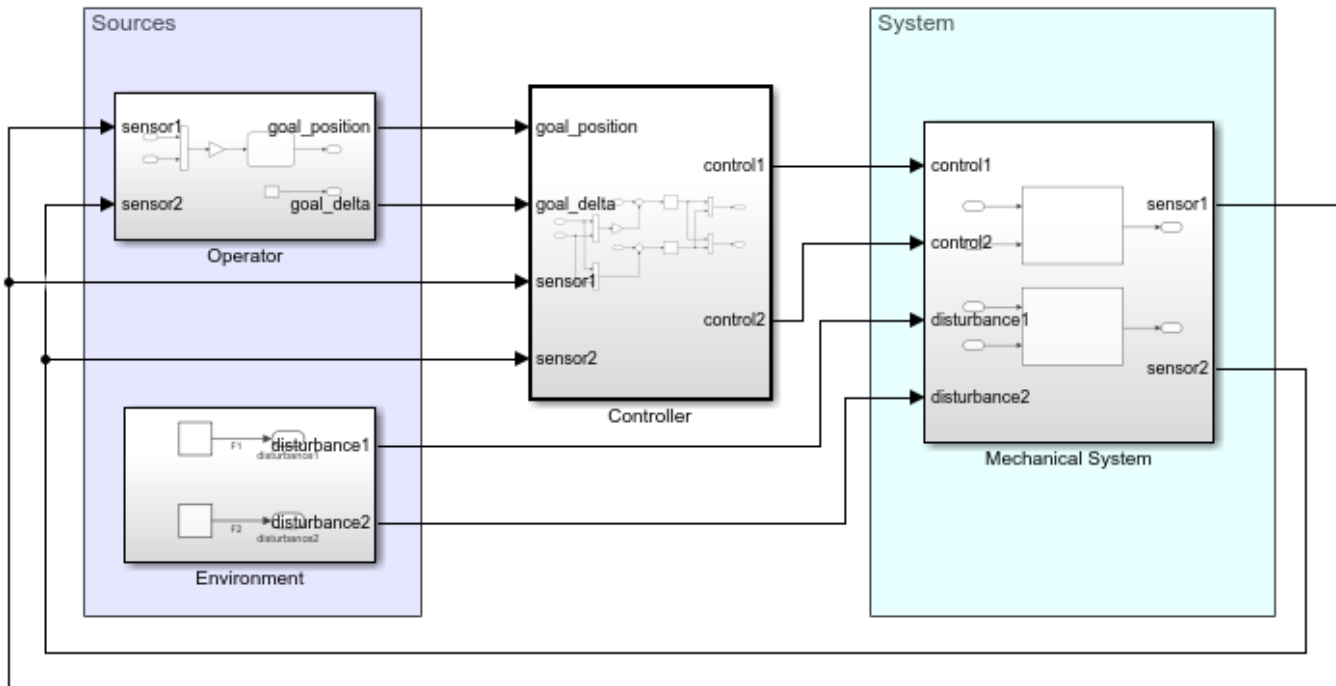 Sources
sensor1
goal_position
sensor2
goal_delta
Operator
F1
disturbance1
disturbance1
F2
disturbance2
disturbance2
Environment
goal_position
control1
goal_delta
sensor1
control2
sensor2
Controller
System
control1
sensor1
control2
disturbance1
sensor2
disturbance2
Mechanical System